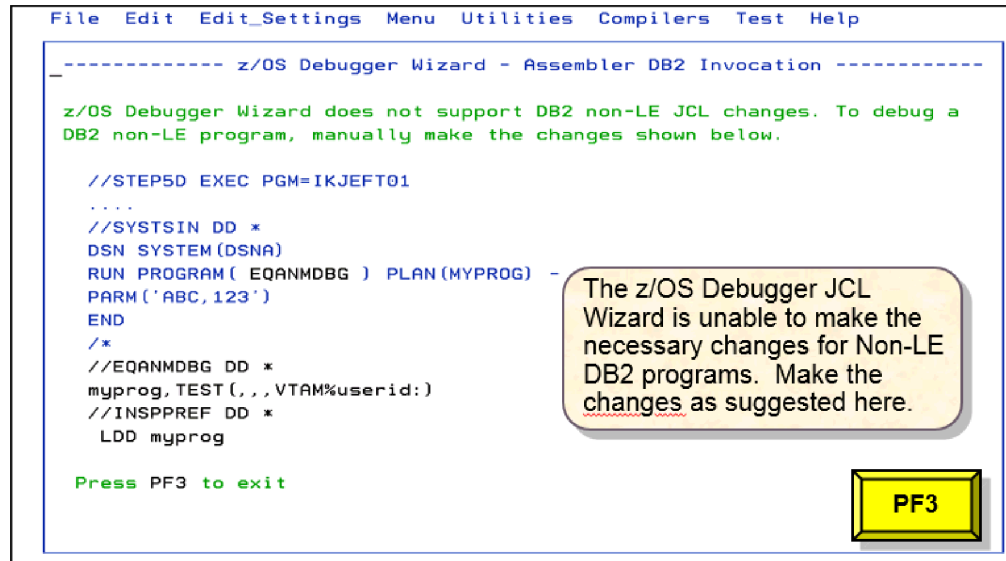 File Edit Edit_Settings Menu Utilities Compilers Test Help
_------------- z/OS Debugger Wizard - Assembler DB2 Invocation ------------
z/OS Debugger Wizard does not support DB2 non-LE JCL changes. To debug a
DB2 non-LE program, manually make the changes shown below.
//STEP5D EXEC PGM=IKJEFT01
....
//SYSTSIN DD *
DSN SYSTEM(DSNA)
RUN PROGRAM( EQANMDBG ) PLAN(MYPROG) -
PARM('ABC,123')
END
/*
//EQANMDBG DD *
myprog,TEST(,,,VTAM%userid:)
//INSPPREF DD *
LDD myprog
The z/OS Debugger JCL
Wizard is unable to make the
necessary changes for Non-LE
DB2 programs. Make the
changes as suggested here.
Press PF3 to exit
PF3